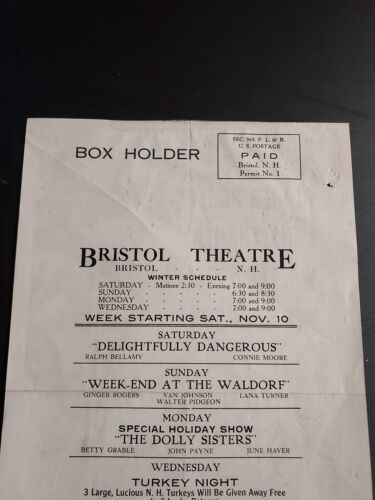 BOX HOLDER
SEC. 562, P. L. & R.
U. S. POSTAGE
PAID
Bristol, N. H.
Permit No. 1
BRISTOL THEATRE
BRISTOL - - - N. H.
WINTER SCHEDULE
SATURDAY - Matinee 2:30 - Evening 7:00 and 9:00
SUNDAY - - - - - 6:30 and 8:30
MONDAY - - - - - 7:00 and 9:00
WEDNESDAY - - - - - 7:00 and 9:00
WEEK STARTING SAT., NOV. 10
SATURDAY
"DELIGHTFULLY DANGEROUS"
RALPH BELLAMY CONNIE MOORE
SUNDAY
"WEEK-END AT THE WALDORF"
GINGER ROGERS VAN JOHNSON LANA TURNER
WALTER PIDGEON
MONDAY
SPECIAL HOLIDAY SHOW
"THE DOLLY SISTERS"
BETTY GRABLE JOHN PAYNE JUNE HAVER
WEDNESDAY
TURKEY NIGHT
3 Large, Lucious N. H. Turkeys Will Be Given Away Free